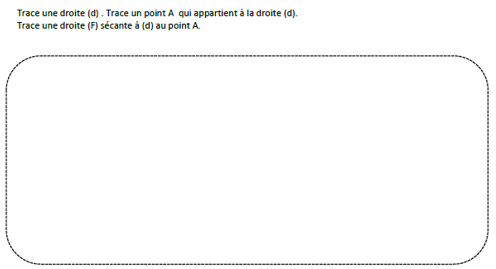 Trace une droite (d) . Trace un point A  qui appartient à la droite (d).
Trace une droite (F) sécante à (d) au point A.